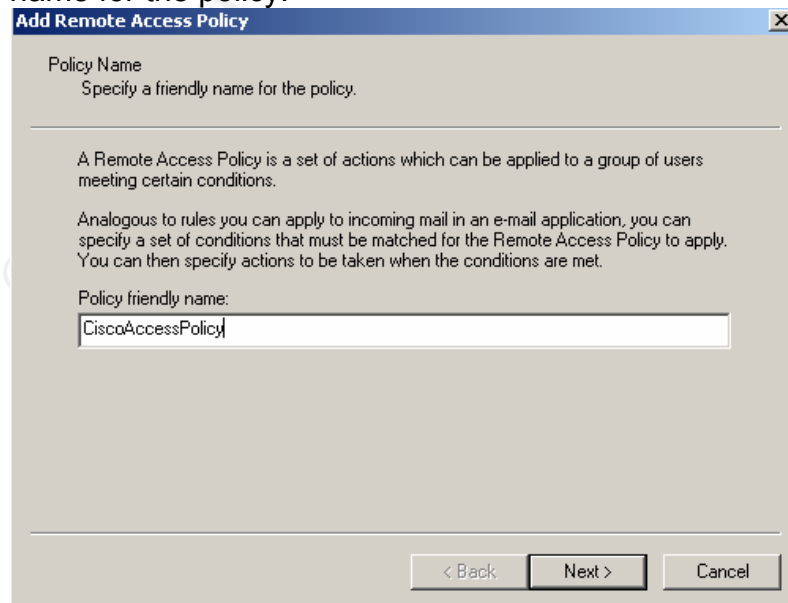 name for the policy.
Add Remote Access Policy
Policy Name
Specify a friendly name for the policy.
A Remote Access Policy is a set of actions which can be applied to a group of users
meeting certain conditions.
Analogous to rules you can apply to incoming mail in an e-mail application, you can
specify a set of conditions that must be matched for the Remote Access Policy to apply.
You can then specify actions to be taken when the conditions are met.
Policy friendly name:
CiscoAccessPolicy
< Back
Next >
Cancel